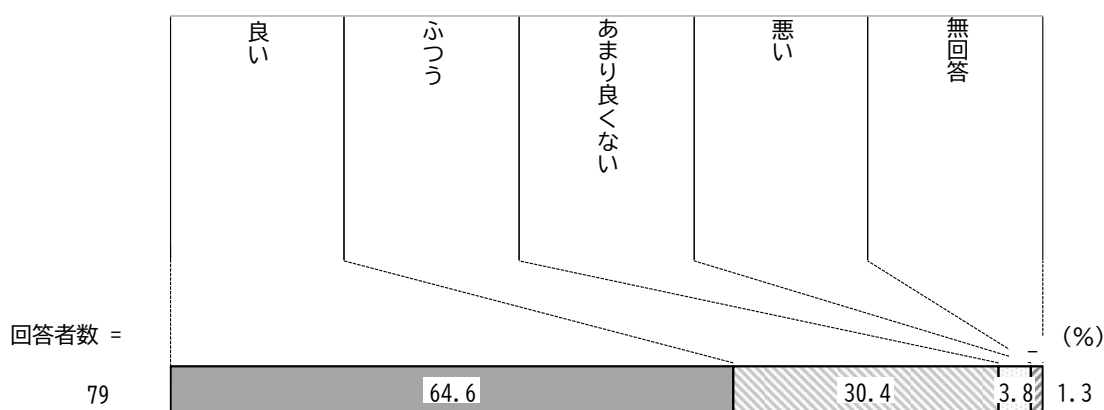 良い
ふつう
あまり良くない
悪い
無回答
回答者数 =
－
(%)
79
64.6
30.4
3.8
1.3